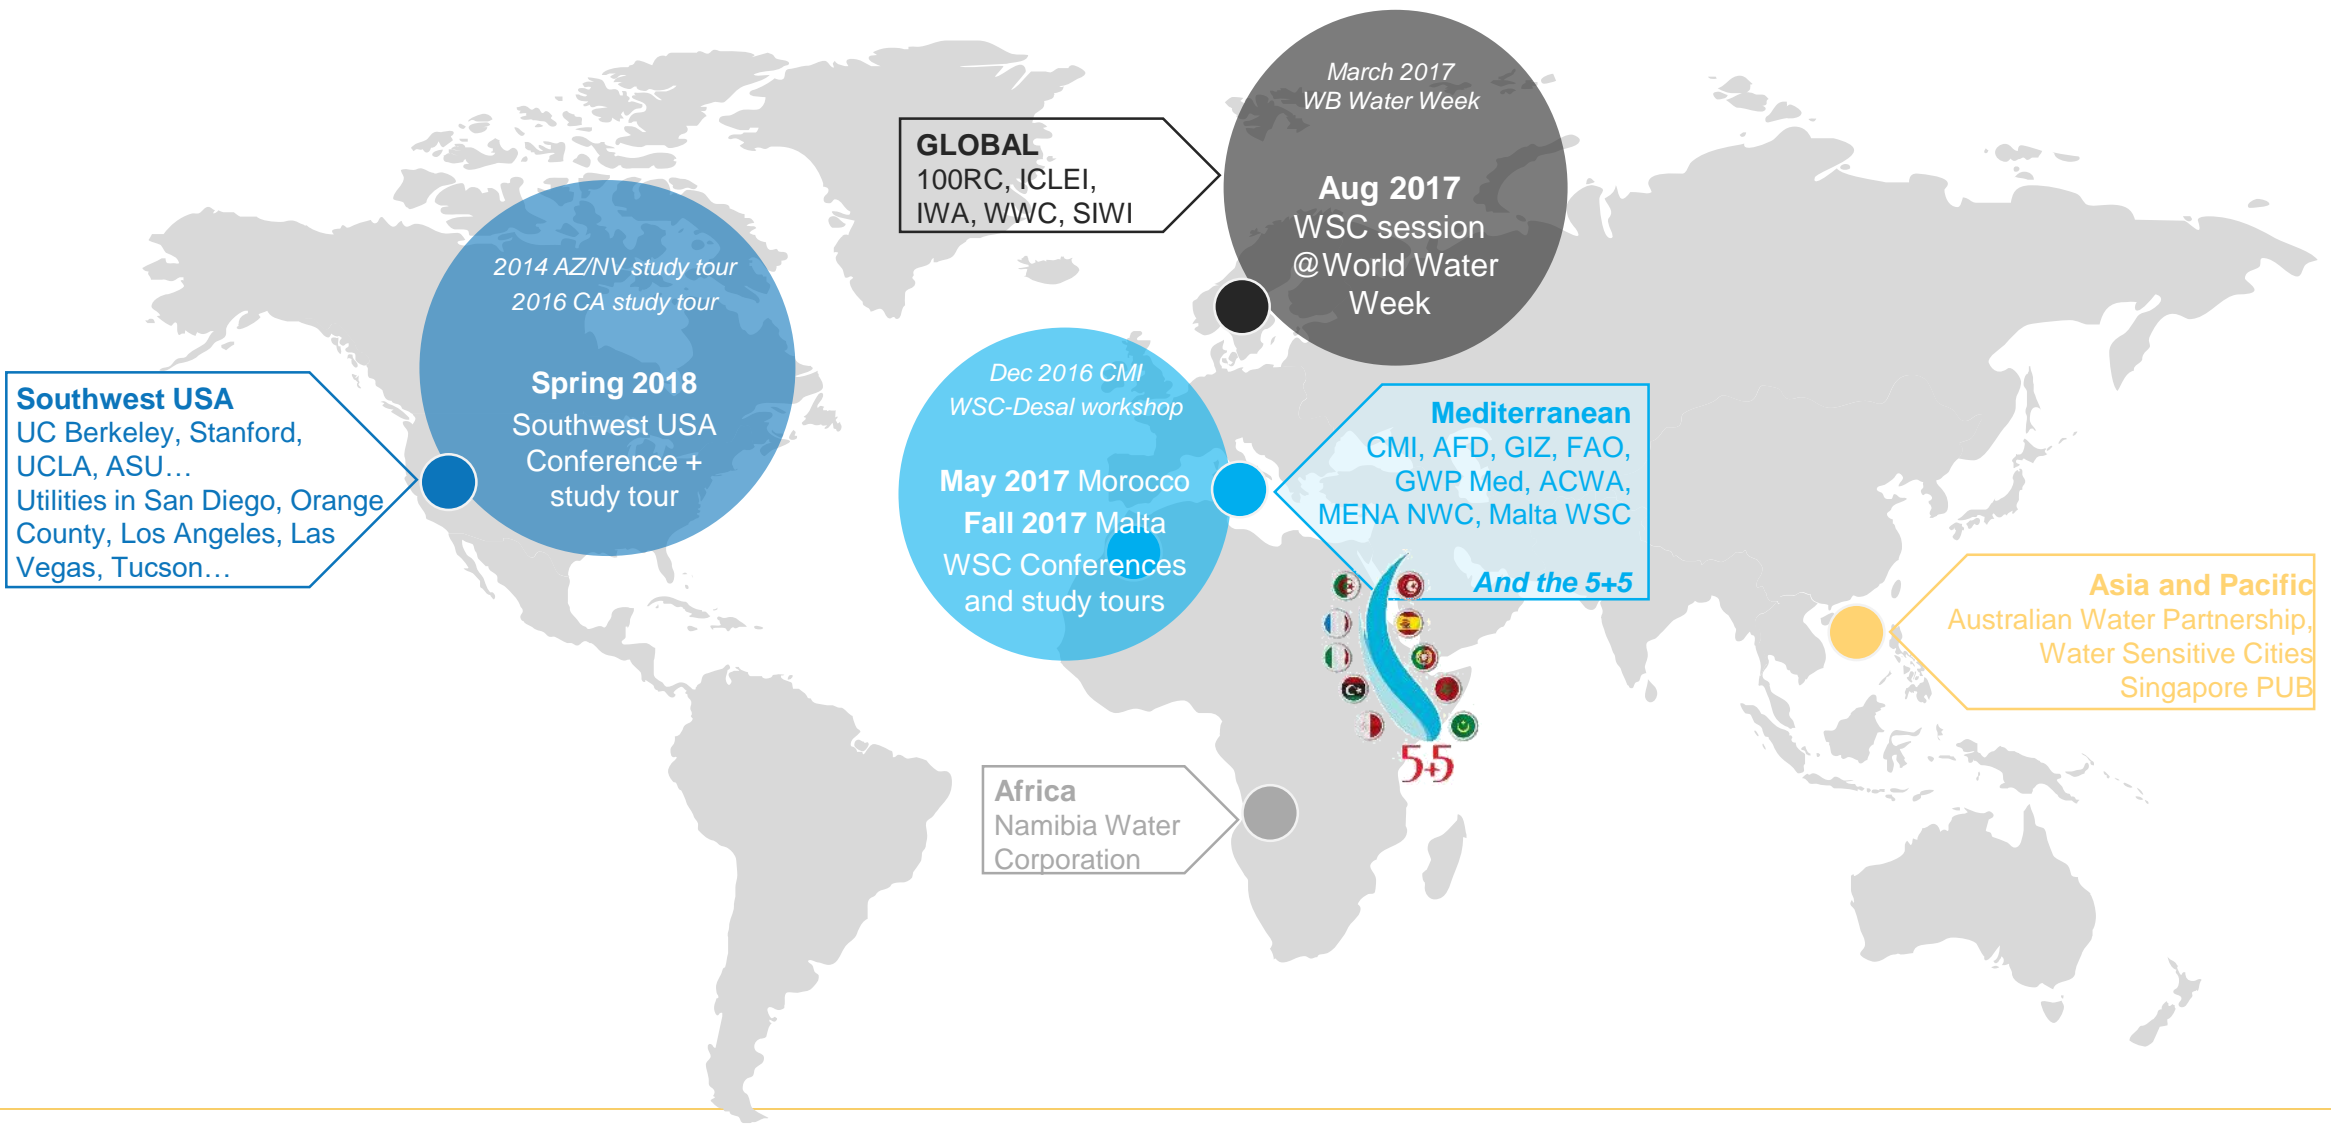 March 2017
WB Water Week
Aug 2017
WSC session
@World Water
Week
GLOBAL
100RC, ICLEI,
IWA, WWC, SIWI
2014 AZ/NV study tour
2016 CA study tour
Spring 2018
Southwest USA
Conference +
study tour
Southwest USA
UC Berkeley, Stanford,
UCLA, ASU…
Utilities in San Diego, Orange
County, Los Angeles, Las
Vegas, Tucson…
Dec 2016 CMI
WSC-Desal workshop
May 2017 Morocco
Fall 2017 Malta
WSC Conferences
and study tours
Mediterranean
CMI, AFD, GIZ, FAO,
GWP Med, ACWA,
MENA NWC, Malta WSC
And the 5+5
5+5
Asia and Pacific
Australian Water Partnership,
Water Sensitive Cities
Singapore PUB
Africa
Namibia Water
Corporation